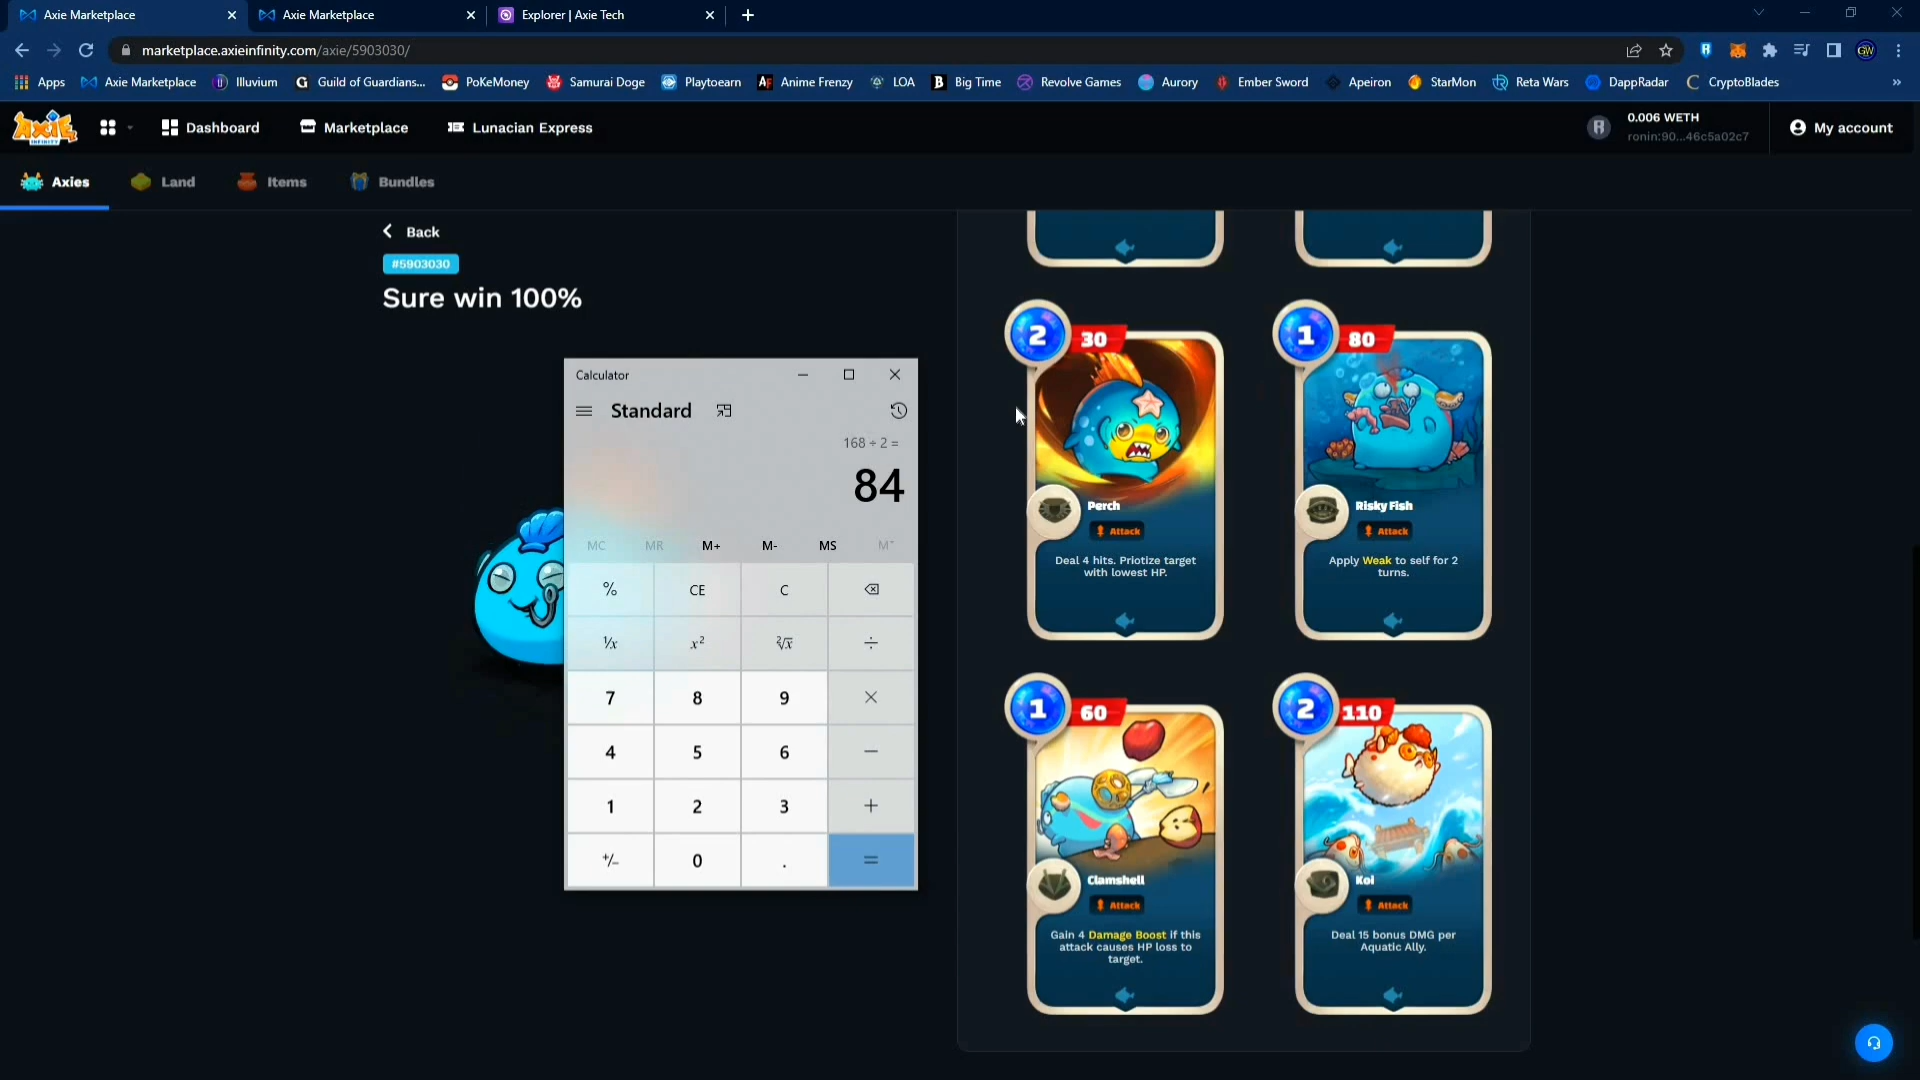 Axie Marketplace
Axie Marketplace
Explorer | Axie Tech
marketplace.axieinfinity.com/axie/5903030/
GW
Apps
Axie Marketplace
Illuvium
Guild of Guardians...
PoKeMoney
Samurai Doge
Playtoearn
Anime Frenzy
LOA
Big Time
Revolve Games
Aurory
Ember Sword
Apeiron
StarMon
Reta Wars
DappRadar
CryptoBlades
»
AXIE
INFINITY
Dashboard
Marketplace
Lunacian Express
0.006 WETH
ronin:90...46c5a02c7
My account
Axies
Land
Items
Bundles
Back
#5903030
Sure win 100%
Calculator
Standard
168 ÷ 2 =
84
MC
MR
M+
M-
MS
M˅
%
CE
C
¹/x
x²
²√x
÷
7
8
9
×
4
5
6
−
1
2
3
+
+/−
0
.
=
2
30
Perch
Attack
Deal 4 hits. Priotize target
with lowest HP.
1
80
Risky Fish
Attack
Apply Weak to self for 2
turns.
1
60
Clamshell
Attack
Gain 4 Damage Boost if this
attack causes HP loss to
target.
2
110
Koi
Attack
Deal 15 bonus DMG per
Aquatic Ally.